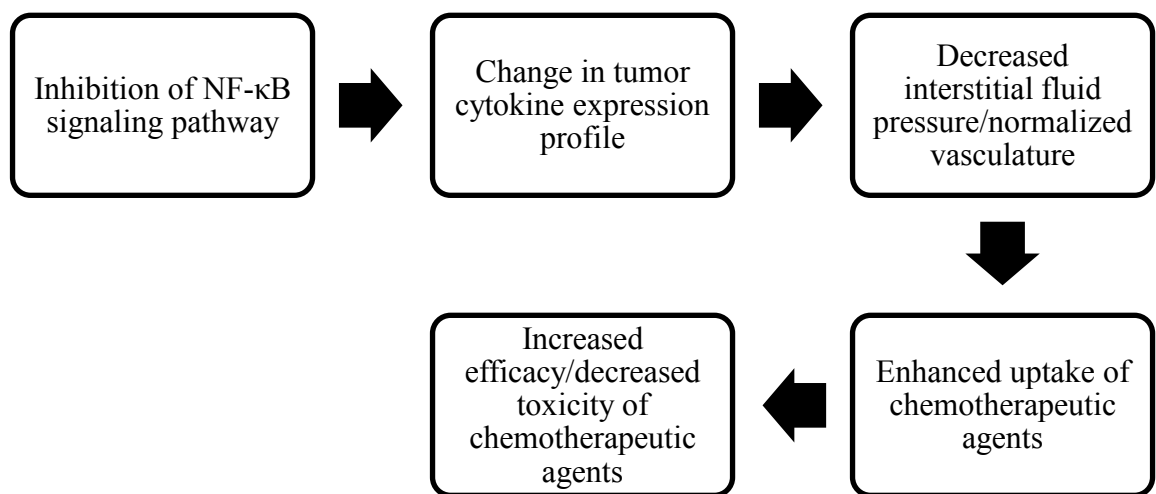 Inhibition of NF-κB
signaling pathway
Change in tumor
cytokine expression
profile
Decreased
interstitial fluid
pressure/normalized
vasculature
Enhanced uptake of
chemotherapeutic
agents
Increased
efficacy/decreased
toxicity of
chemotherapeutic
agents